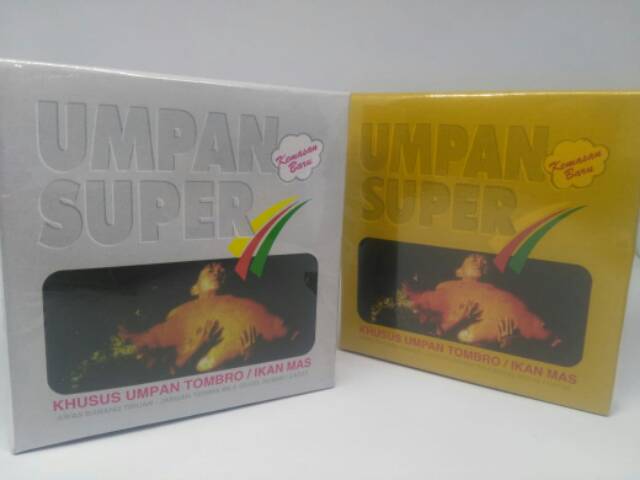 UMPAN
SUPER
Kemasan
Baru
KHUSUS UMPAN TOMBRO / IKAN MAS
UMPAN
SUPER
Kemasan
Baru
KHUSUS UMPAN TOMBRO / IKAN MAS